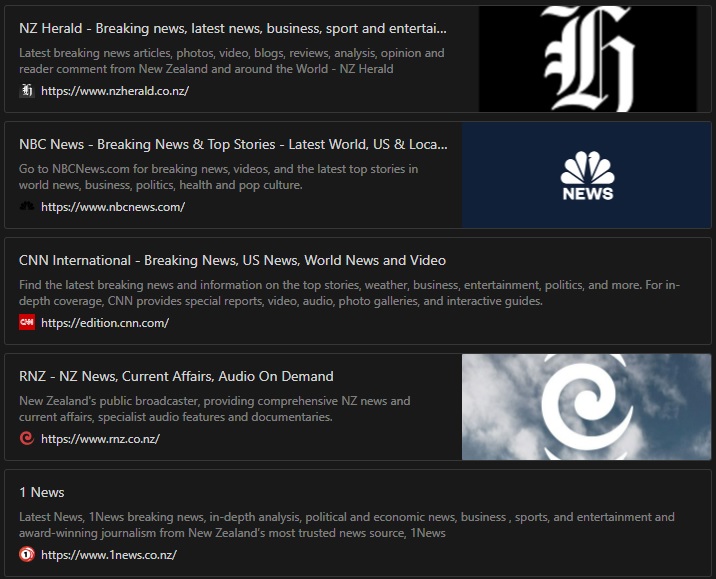 NZ Herald - Breaking news, latest news, business, sport and entertai...
Latest breaking news articles, photos, video, blogs, reviews, analysis, opinion and
reader comment from New Zealand and around the World - NZ Herald
https://www.nzherald.co.nz/
NBC News - Breaking News & Top Stories - Latest World, US & Loca...
Go to NBCNews.com for breaking news, videos, and the latest top stories in
world news, business, politics, health and pop culture.
https://www.nbcnews.com/
NEWS
CNN International - Breaking News, US News, World News and Video
Find the latest breaking news and information on the top stories, weather, business, entertainment, politics, and more. For in-
depth coverage, CNN provides special reports, video, audio, photo galleries, and interactive guides.
CNN https://edition.cnn.com/
RNZ - NZ News, Current Affairs, Audio On Demand
New Zealand's public broadcaster, providing comprehensive NZ news and
current affairs, specialist audio features and documentaries.
https://www.rnz.co.nz/
1 News
Latest News, 1News breaking news, in-depth analysis, political and economic news, business , sports, and entertainment and
award-winning journalism from New Zealand's most trusted news source, 1News
1 https://www.1news.co.nz/